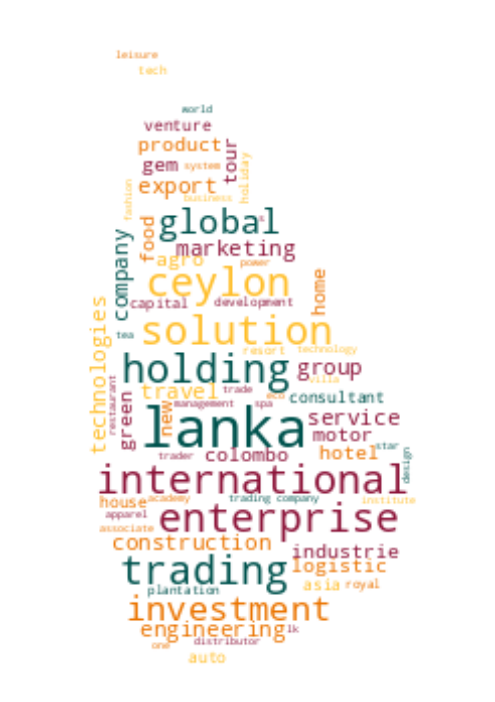 leisure
tech
world
venture
product
tour
gem
system
export
holiday
fashion
business
global
food
company
marketing
agro
power
ceylon
home
capital
development
solution
tea
technologies
resort
technology
holding
group
villa
restaurant
travel
trade
eco
consultant
green
new
management
spa
lanka
service
motor
star
trader
colombo
hotel
design
international
house
academy
trading company
institute
apparel
enterprise
associate
construction
industrie
trading
logistic
asia
royal
plantation
investment
engineering
lk
distributor
one
auto